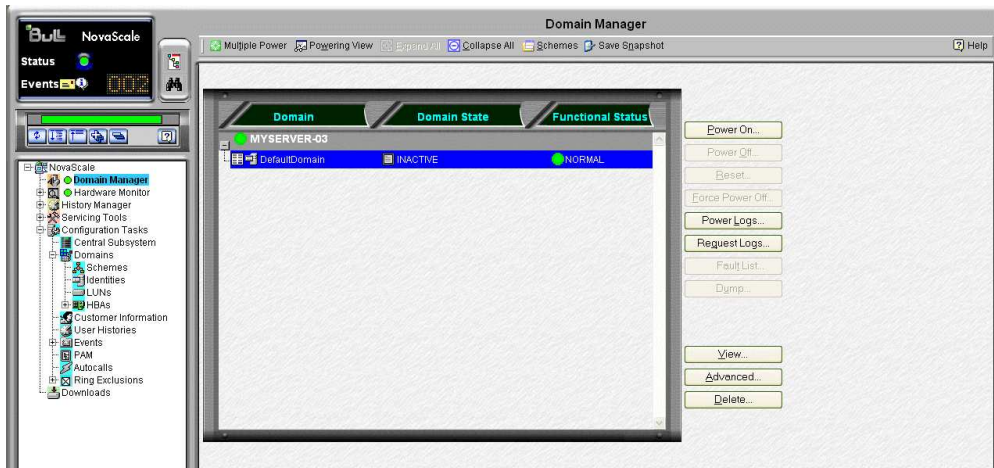 Bull NovaScale
Status
Events 002
Domain Manager
Multiple Power Powering View Expand All Collapse All Schemes Save Snapshot Help
Domain Domain State Functional Status
MYSERVER-03
DefaultDomain INACTIVE NORMAL
Power On...
Power Off...
Reset...
Force Power Off...
Power Logs...
Request Logs...
Fault List...
Dump...
View...
Advanced...
Delete...
NovaScale
Domain Manager
Hardware Monitor
History Manager
Servicing Tools
Configuration Tasks
Central Subsystem
Domains
Schemes
Identities
LUNs
HBAs
Customer Information
User Histories
Events
PAM
Autocalls
Ring Exclusions
Downloads